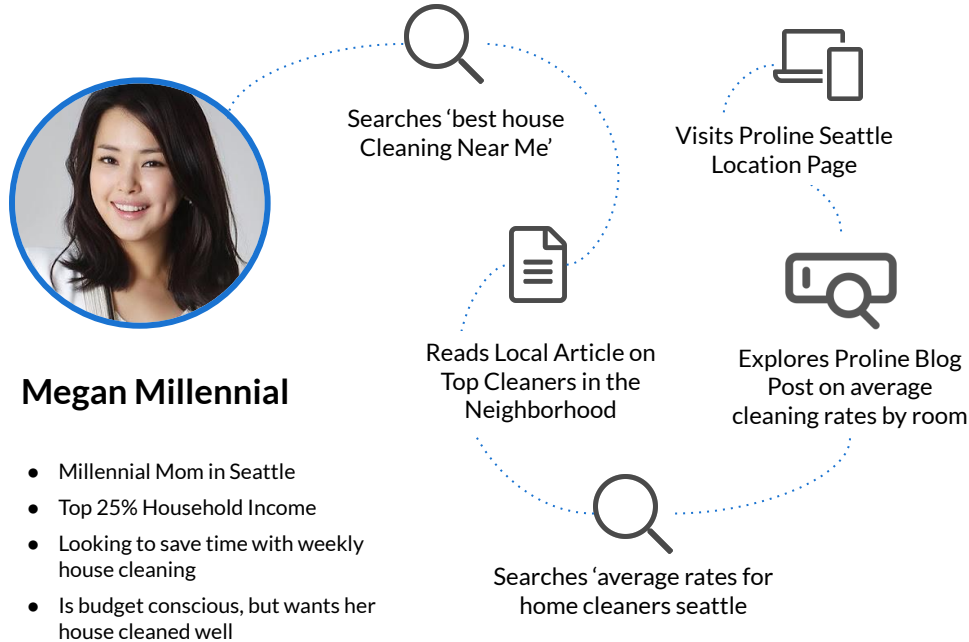 Searches ‘best house
Cleaning Near Me’
Visits Proline Seattle
Location Page
Reads Local Article on
Top Cleaners in the
Neighborhood
Explores Proline Blog
Post on average
cleaning rates by room
Searches ‘average rates for
home cleaners seattle
Megan Millennial
● Millennial Mom in Seattle
● Top 25% Household Income
● Looking to save time with weekly
house cleaning
● Is budget conscious, but wants her
house cleaned well